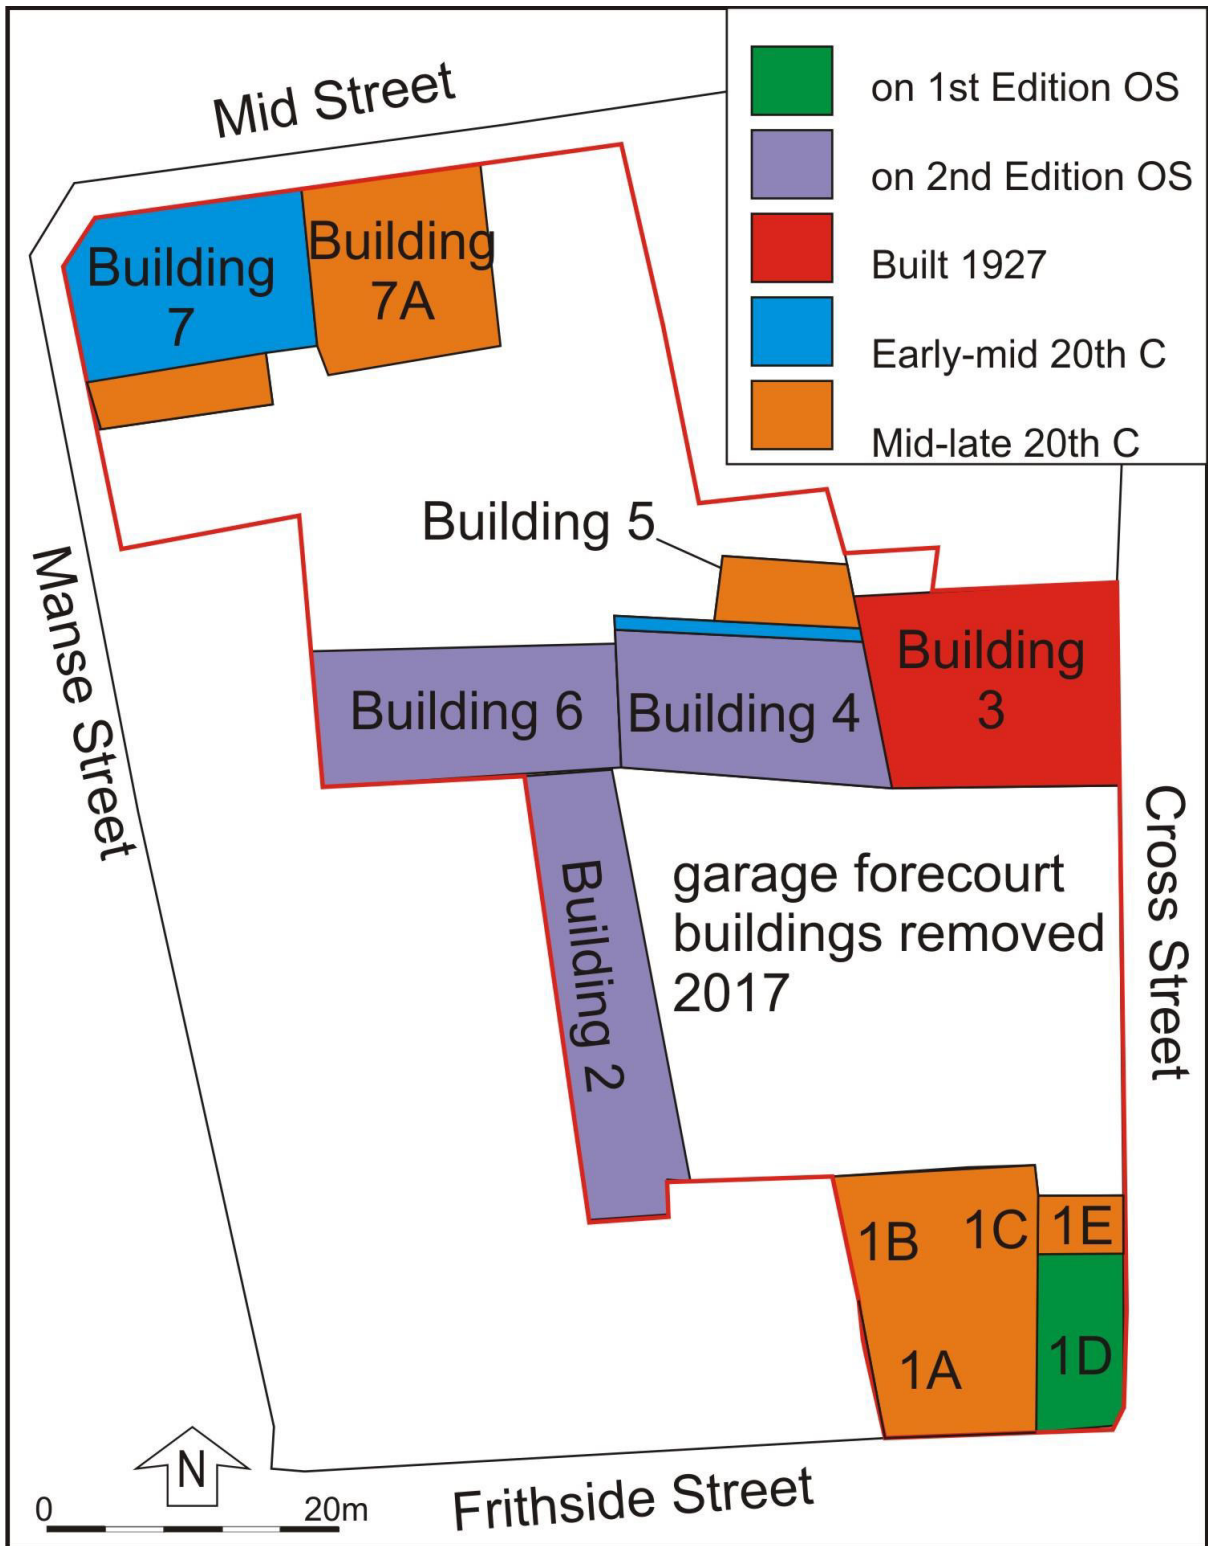 Mid Street
on 1st Edition OS
on 2nd Edition OS
Built 1927
Early-mid 20th C
Mid-late 20th C
Building
7
Building
7A
Building 5
Manse Street
Building
3
Building 6
Building 4
Building 2
garage forecourt
buildings removed
2017
Cross Street
1B
1C
1E
1A
1D
N
0
20m
Frithside Street